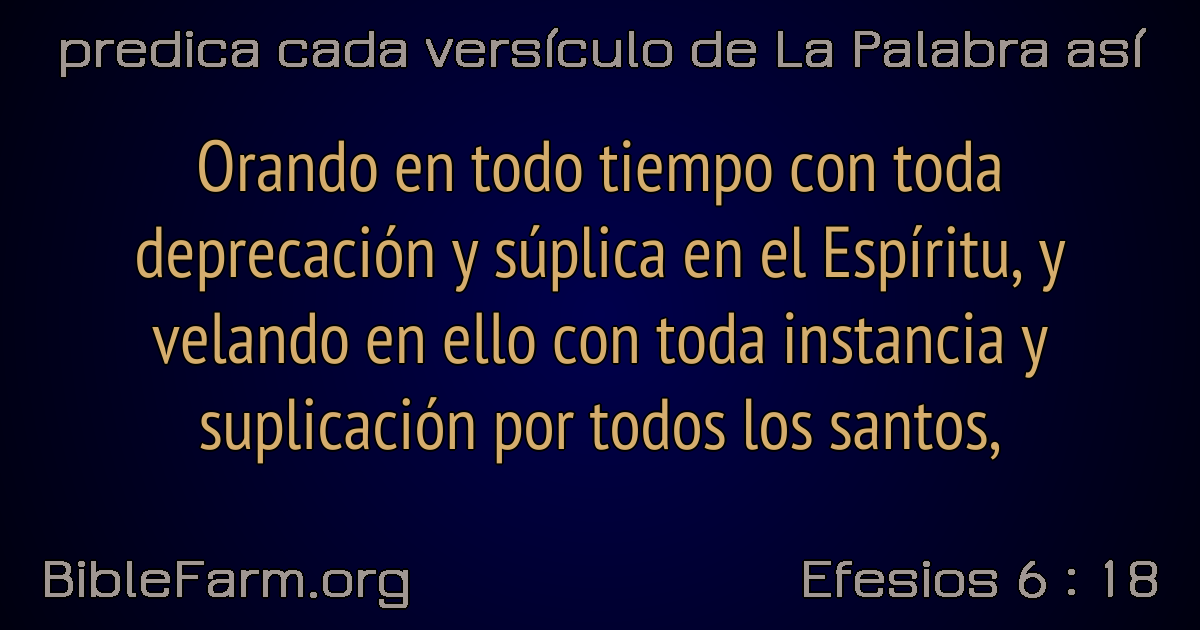 predica cada versículo de La Palabra así
Orando en todo tiempo con toda
deprecación y súplica en el Espíritu, y
velando en ello con toda instancia y
suplicación por todos los santos,
BibleFarm.org
Efesios 6 : 18